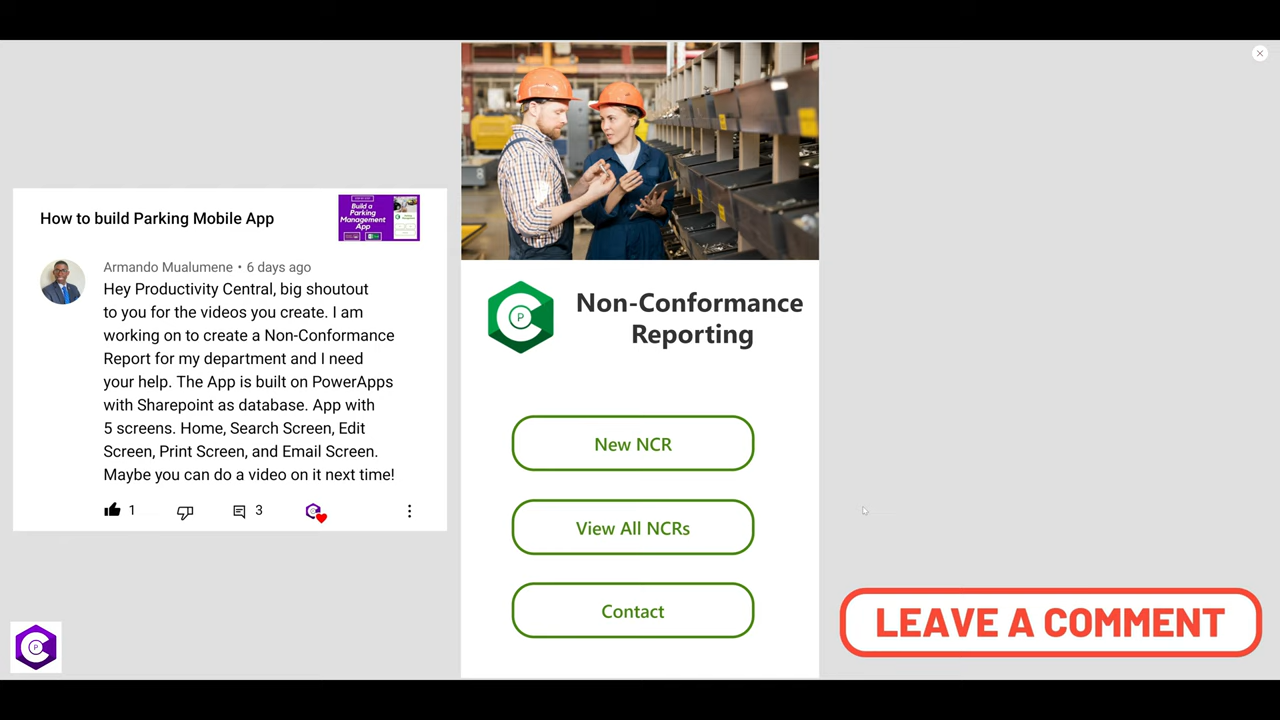 How to build Parking Mobile App
Build a
Parking
Management
App
Armando Mualumene • 6 days ago
Hey Productivity Central, big shoutout
to you for the videos you create. I am
working on to create a Non-Conformance
Report for my department and I need
your help. The App is built on PowerApps
with Sharepoint as database. App with
5 screens. Home, Search Screen, Edit
Screen, Print Screen, and Email Screen.
Maybe you can do a video on it next time!
1
3
P
Non-Conformance
Reporting
New NCR
View All NCRs
Contact
LEAVE A COMMENT
P